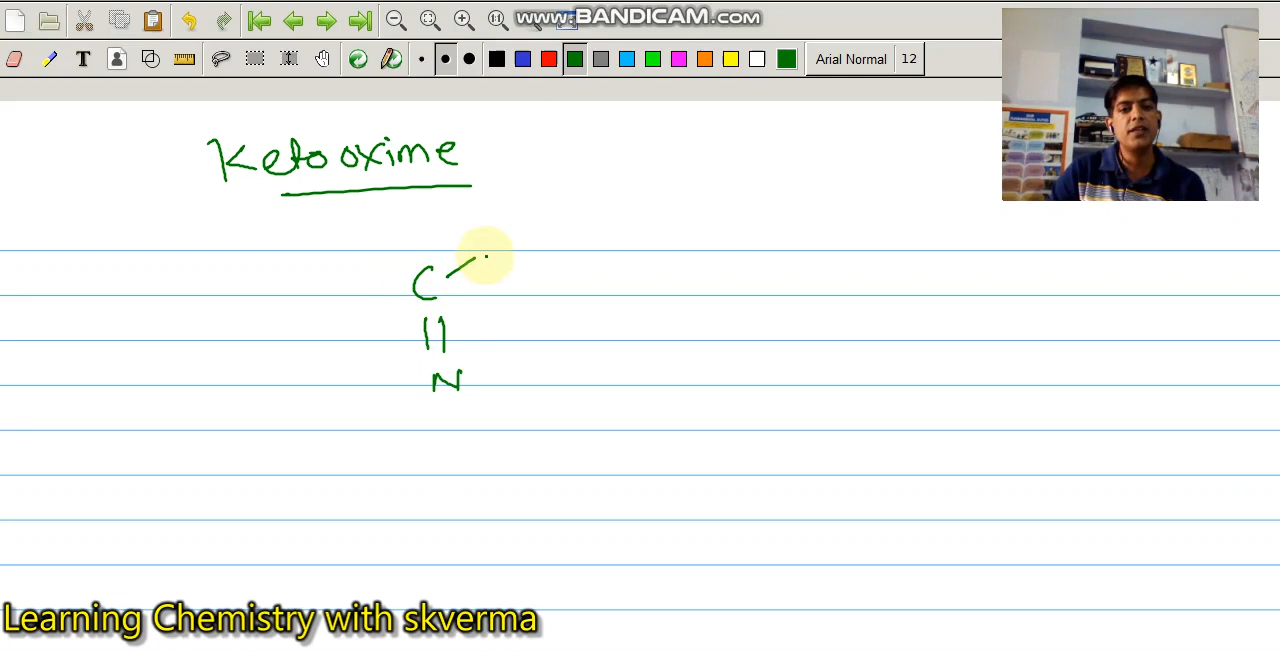 www.BANDICAM.com
Arial Normal 12
Keto oxime
C
N
Learning Chemistry with skverma